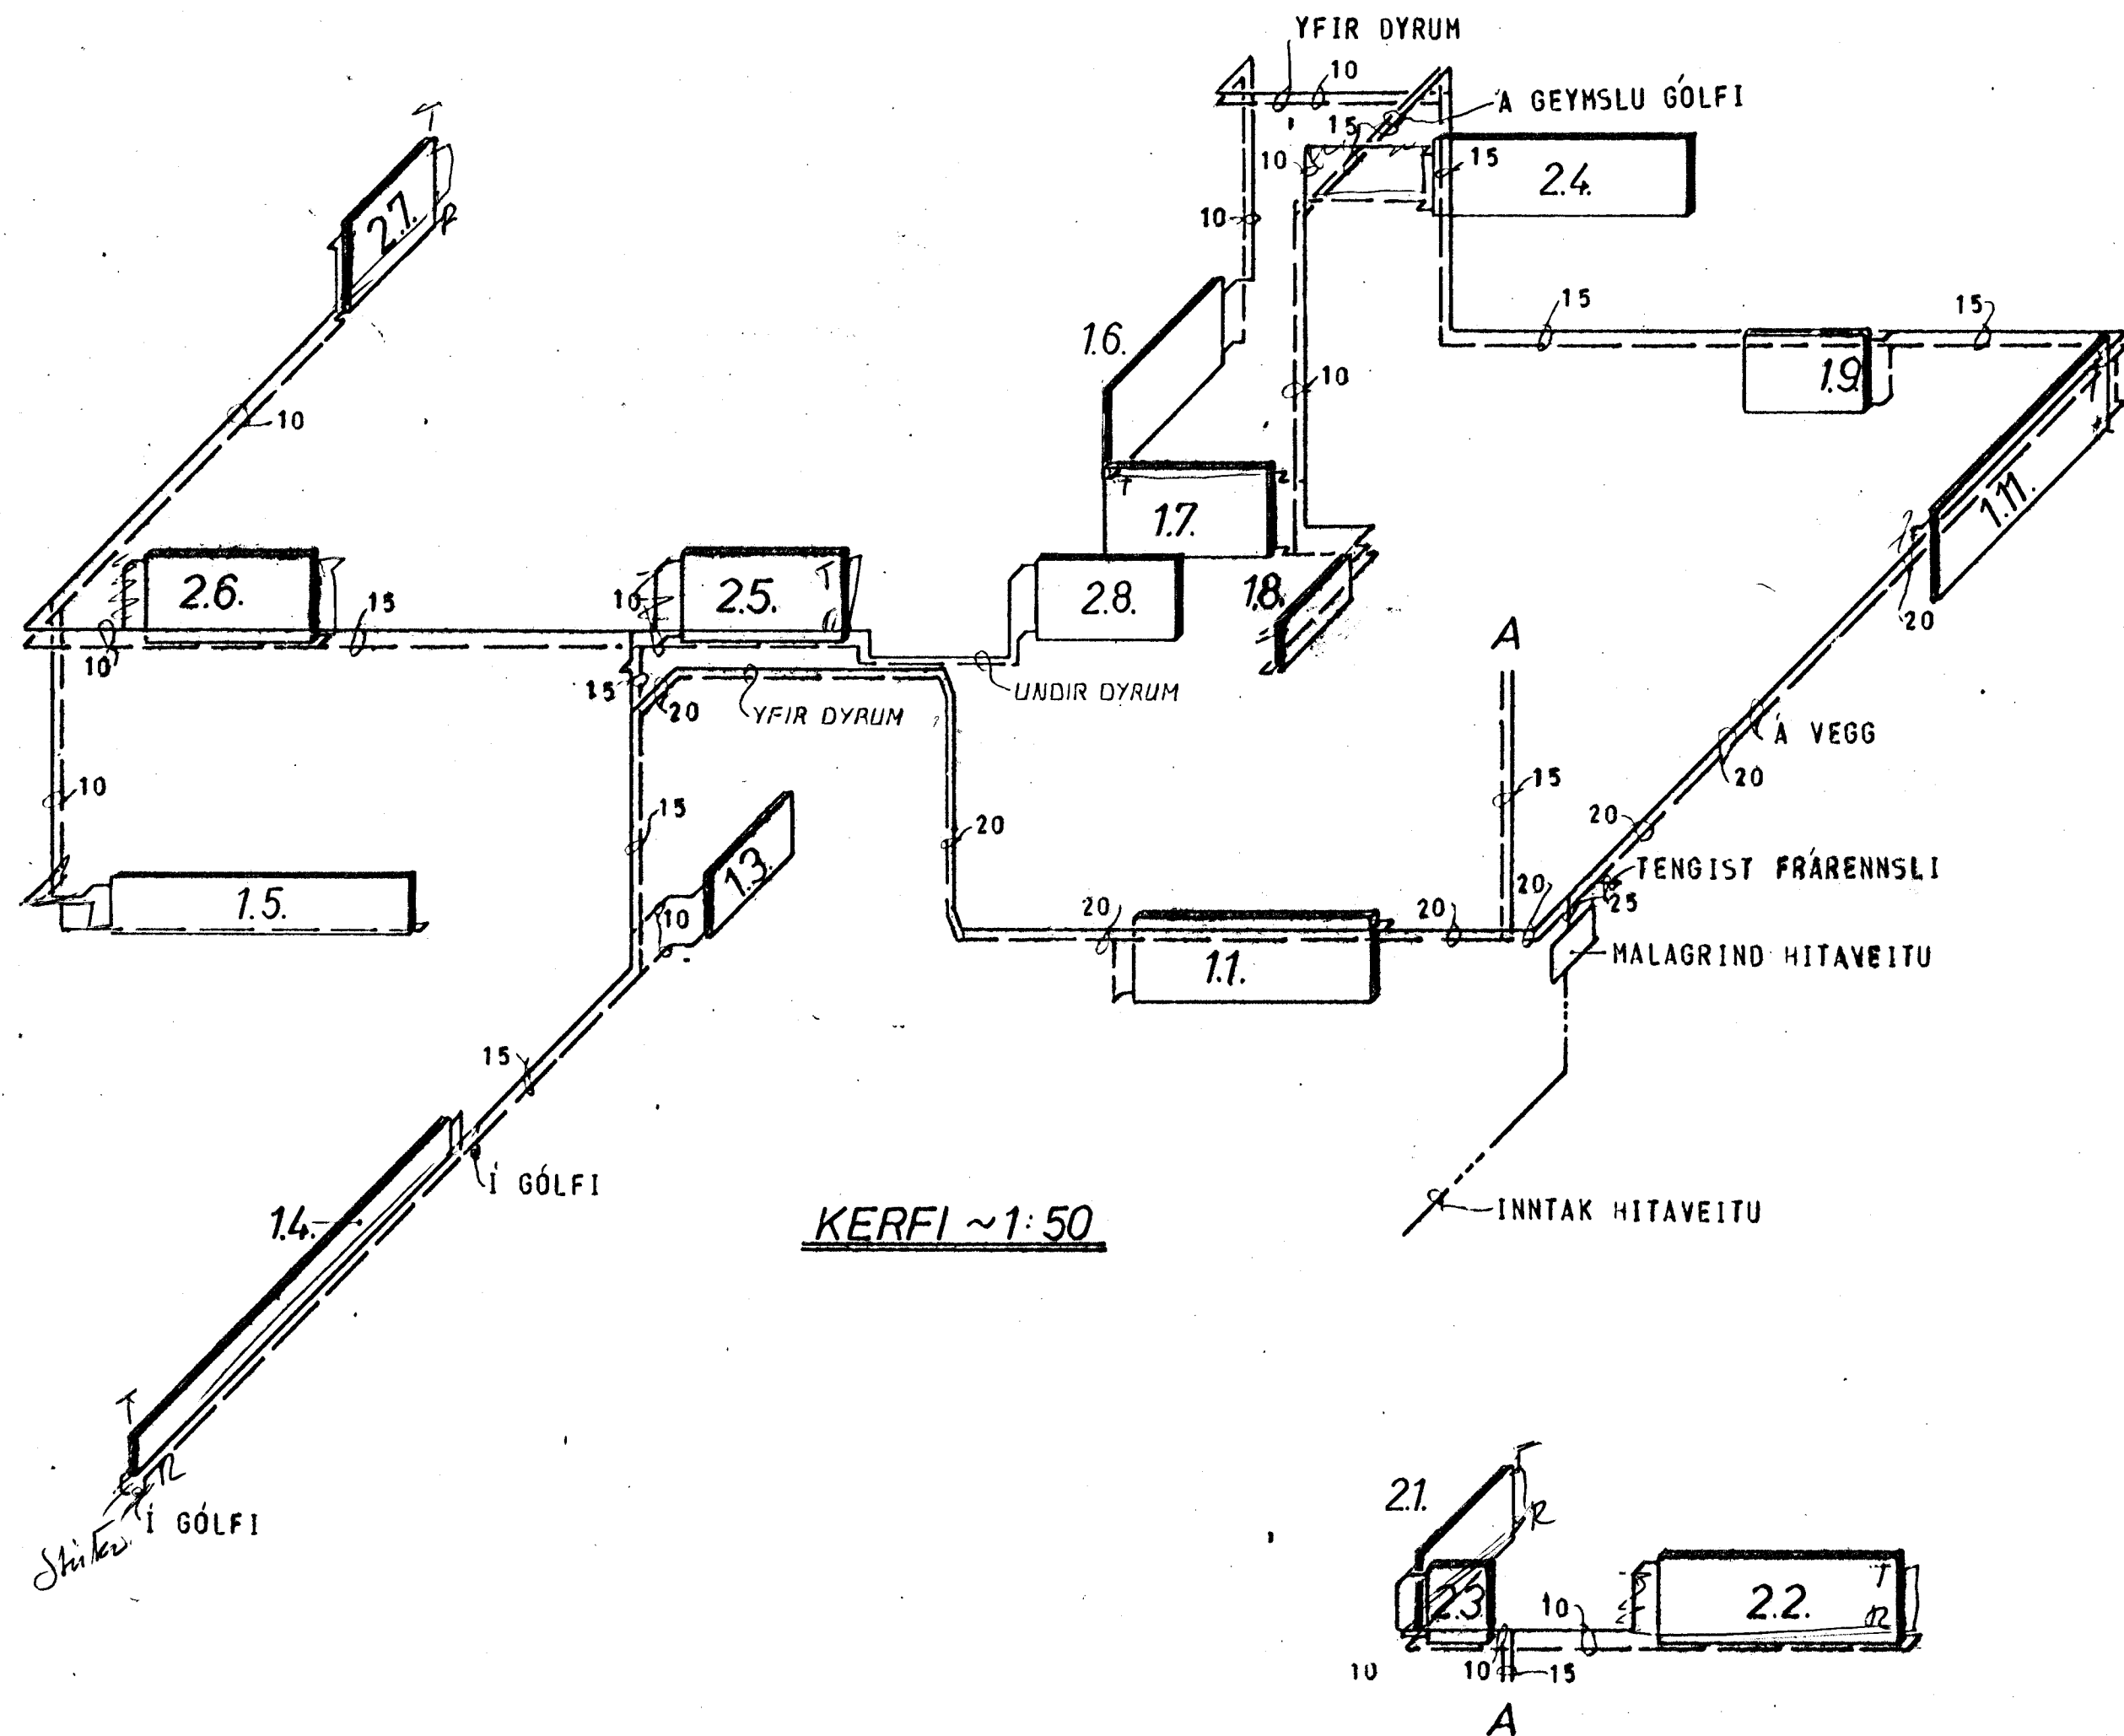 YFIR DYRUM
10
Á GEYMSLU GÓLFI
15
10
15
2.4.
T
2.7.
R
10
10
15
15
1.6.
1.9.
10
10
T
1.7.
1.11.
2.6.
15
10
2.5.
T
2.8.
1.8.
20
10
15
20
YFIR DYRUM
UNDIR DYRUM
A
Á VEGG
20
10
15
20
15
20
1.3.
TENGIST FRÁRENNSLI
1.5.
10
20
20
20
25
1.1.
MALAGRIND HITAVEITU
15
Í GÓLFI
1.4.
KERFI ~1:50
INNTAK HITAVEITU
T
R
Í GÓLFI
2.1.
T
R
2.3
10
2.2.
T
R
10
10
15
A